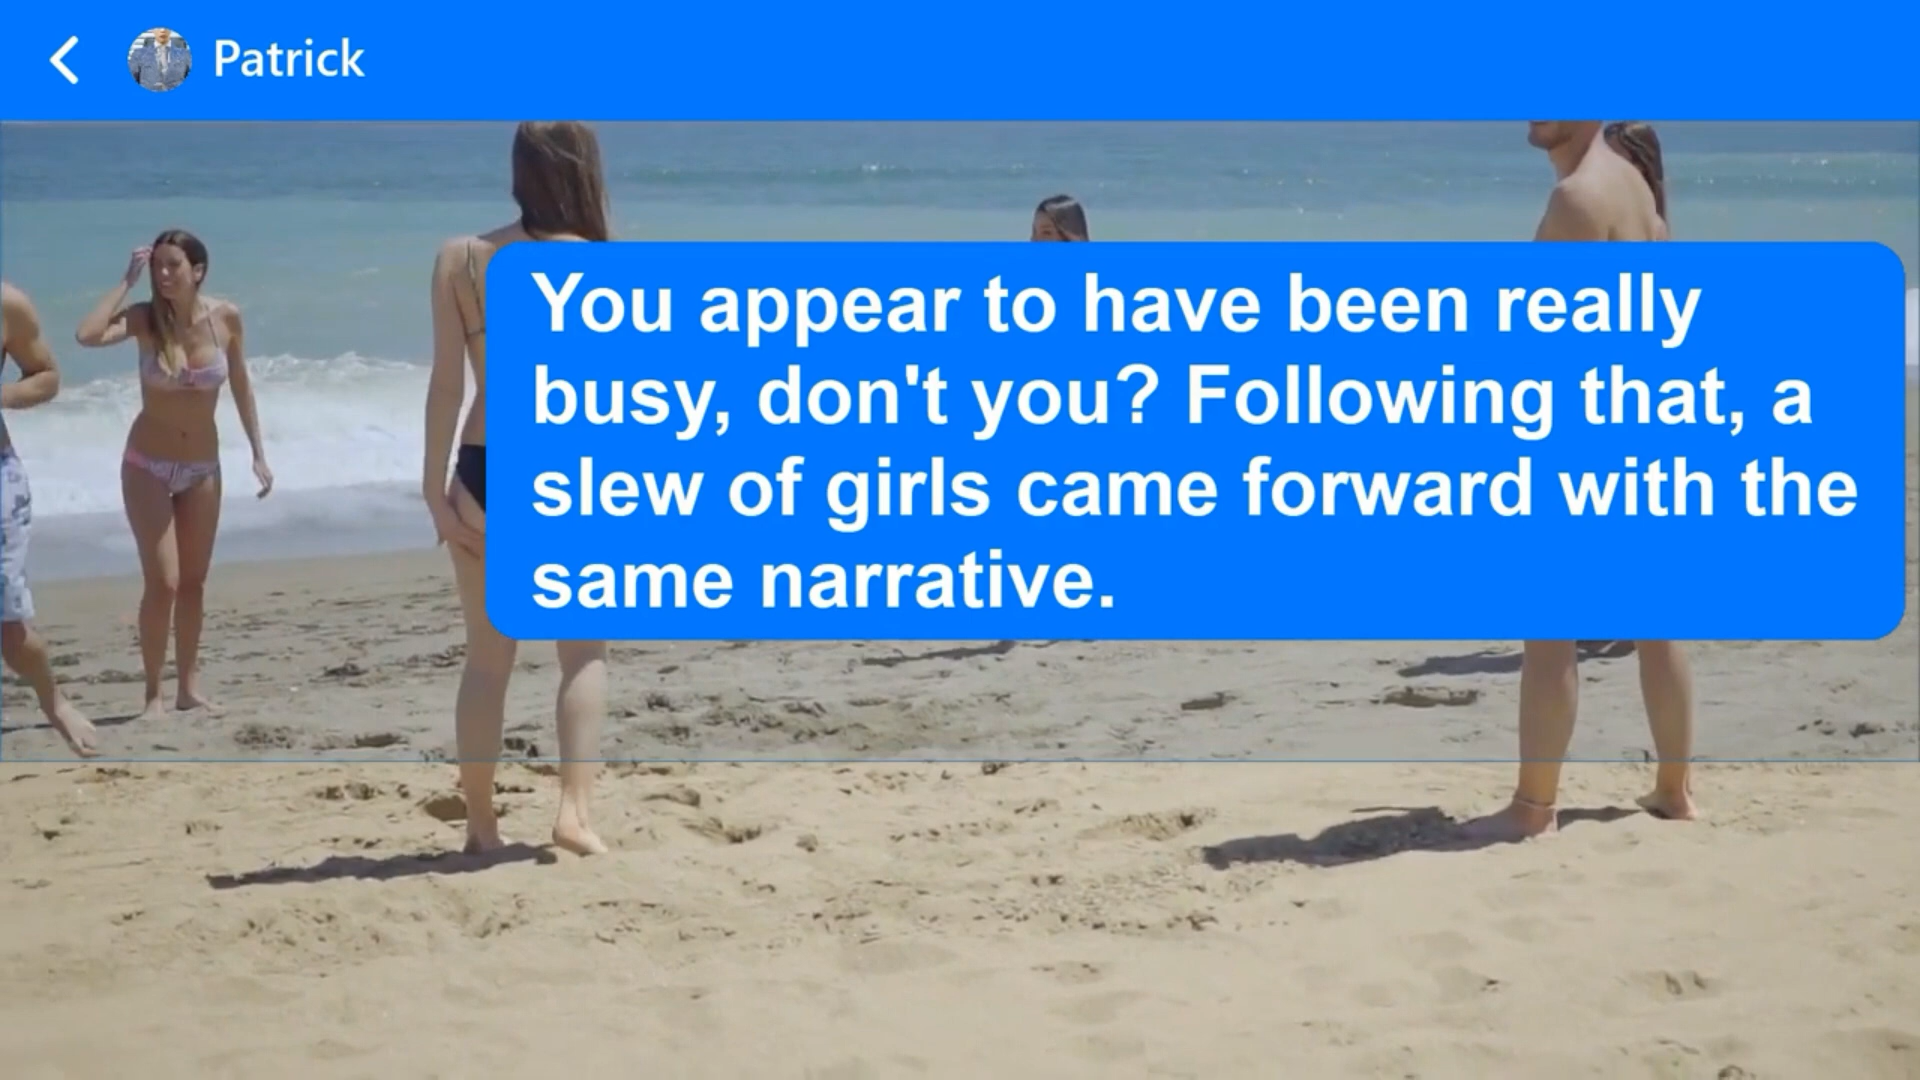 Patrick
You appear to have been really
busy, don't you? Following that, a
slew of girls came forward with the
same narrative.